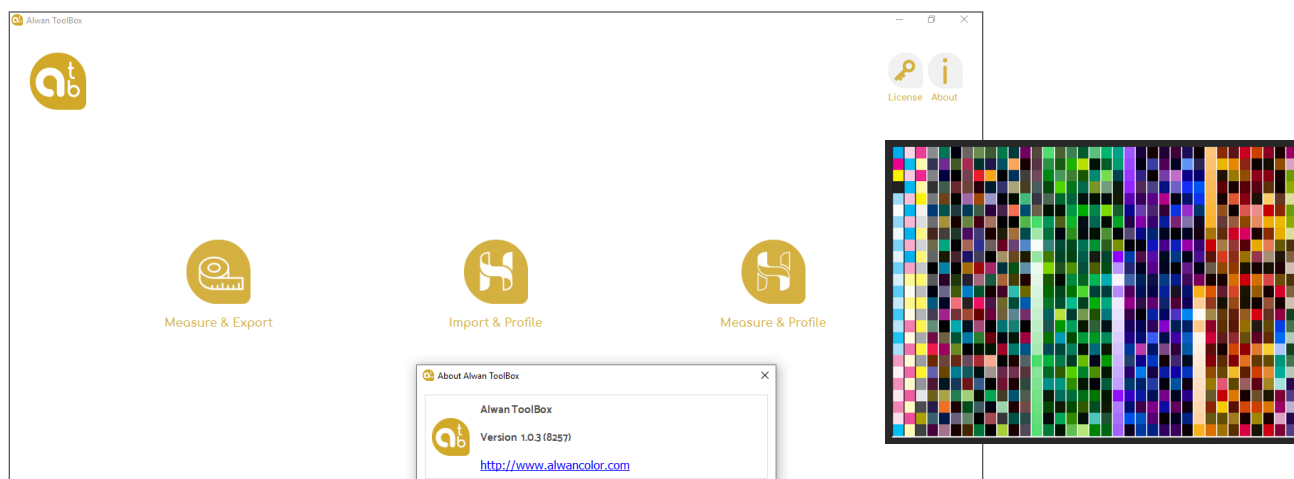 Alwan ToolBox
a t b
License About
Measure & Export
Import & Profile
Measure & Profile
About Alwan ToolBox
Alwan ToolBox
a t b
Version 1.0.3 (8257)
http://www.alwancolor.com